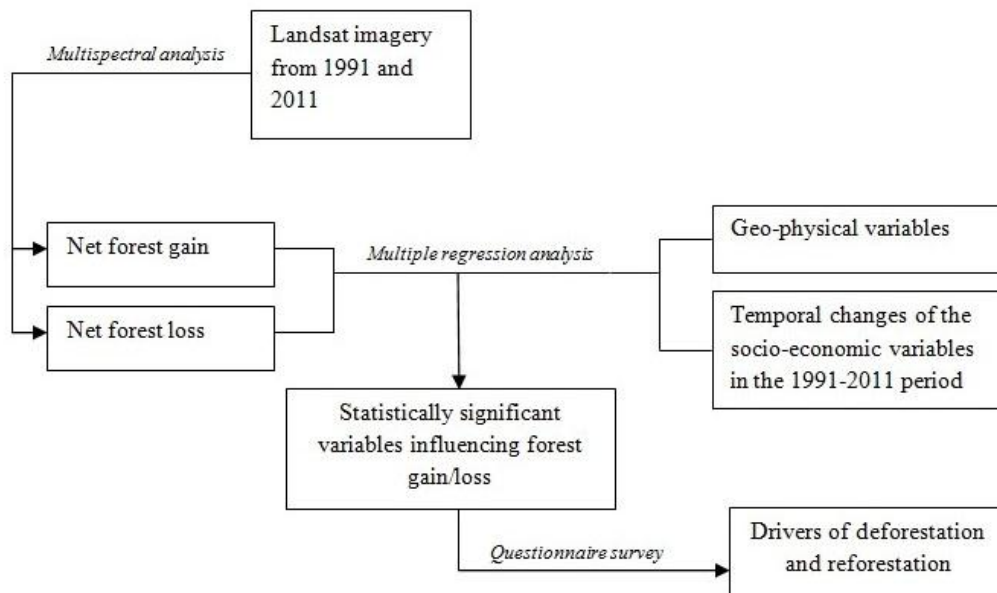 Multispectral analysis
Landsat imagery
from 1991 and
2011
Net forest gain
Net forest loss
Multiple regression analysis
Geo-physical variables
Temporal changes of the
socio-economic variables
in the 1991-2011 period
Statistically significant
variables influencing forest
gain/loss
Questionnaire survey
Drivers of deforestation
and reforestation